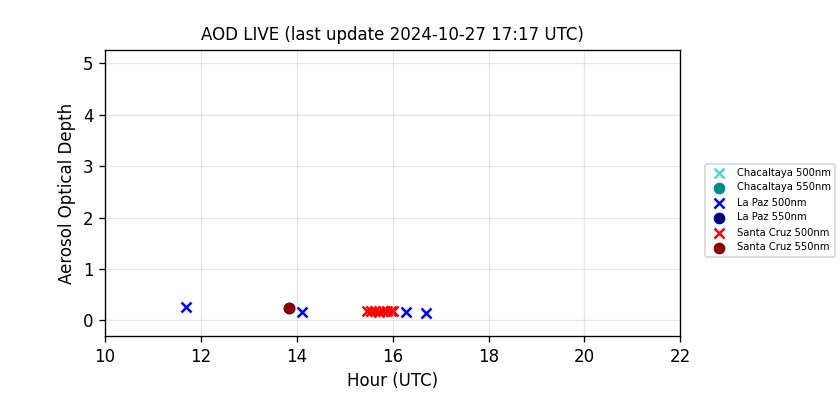 AOD LIVE (last update 2024-10-27 17:17 UTC)
5
4
3
2
1
0
Aerosol Optical Depth
10 12 14 16 18 20 22
Hour (UTC)
Chacaltaya 500nm
Chacaltaya 550nm
La Paz 500nm
La Paz 550nm
Santa Cruz 500nm
Santa Cruz 550nm